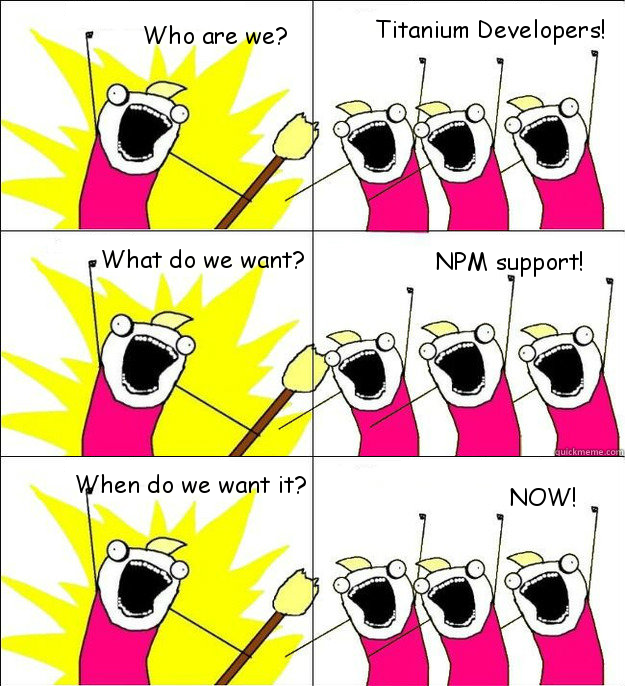 Who are we?
Titanium Developers!
What do we want?
NPM support!
quickmeme.com
When do we want it?
NOW!